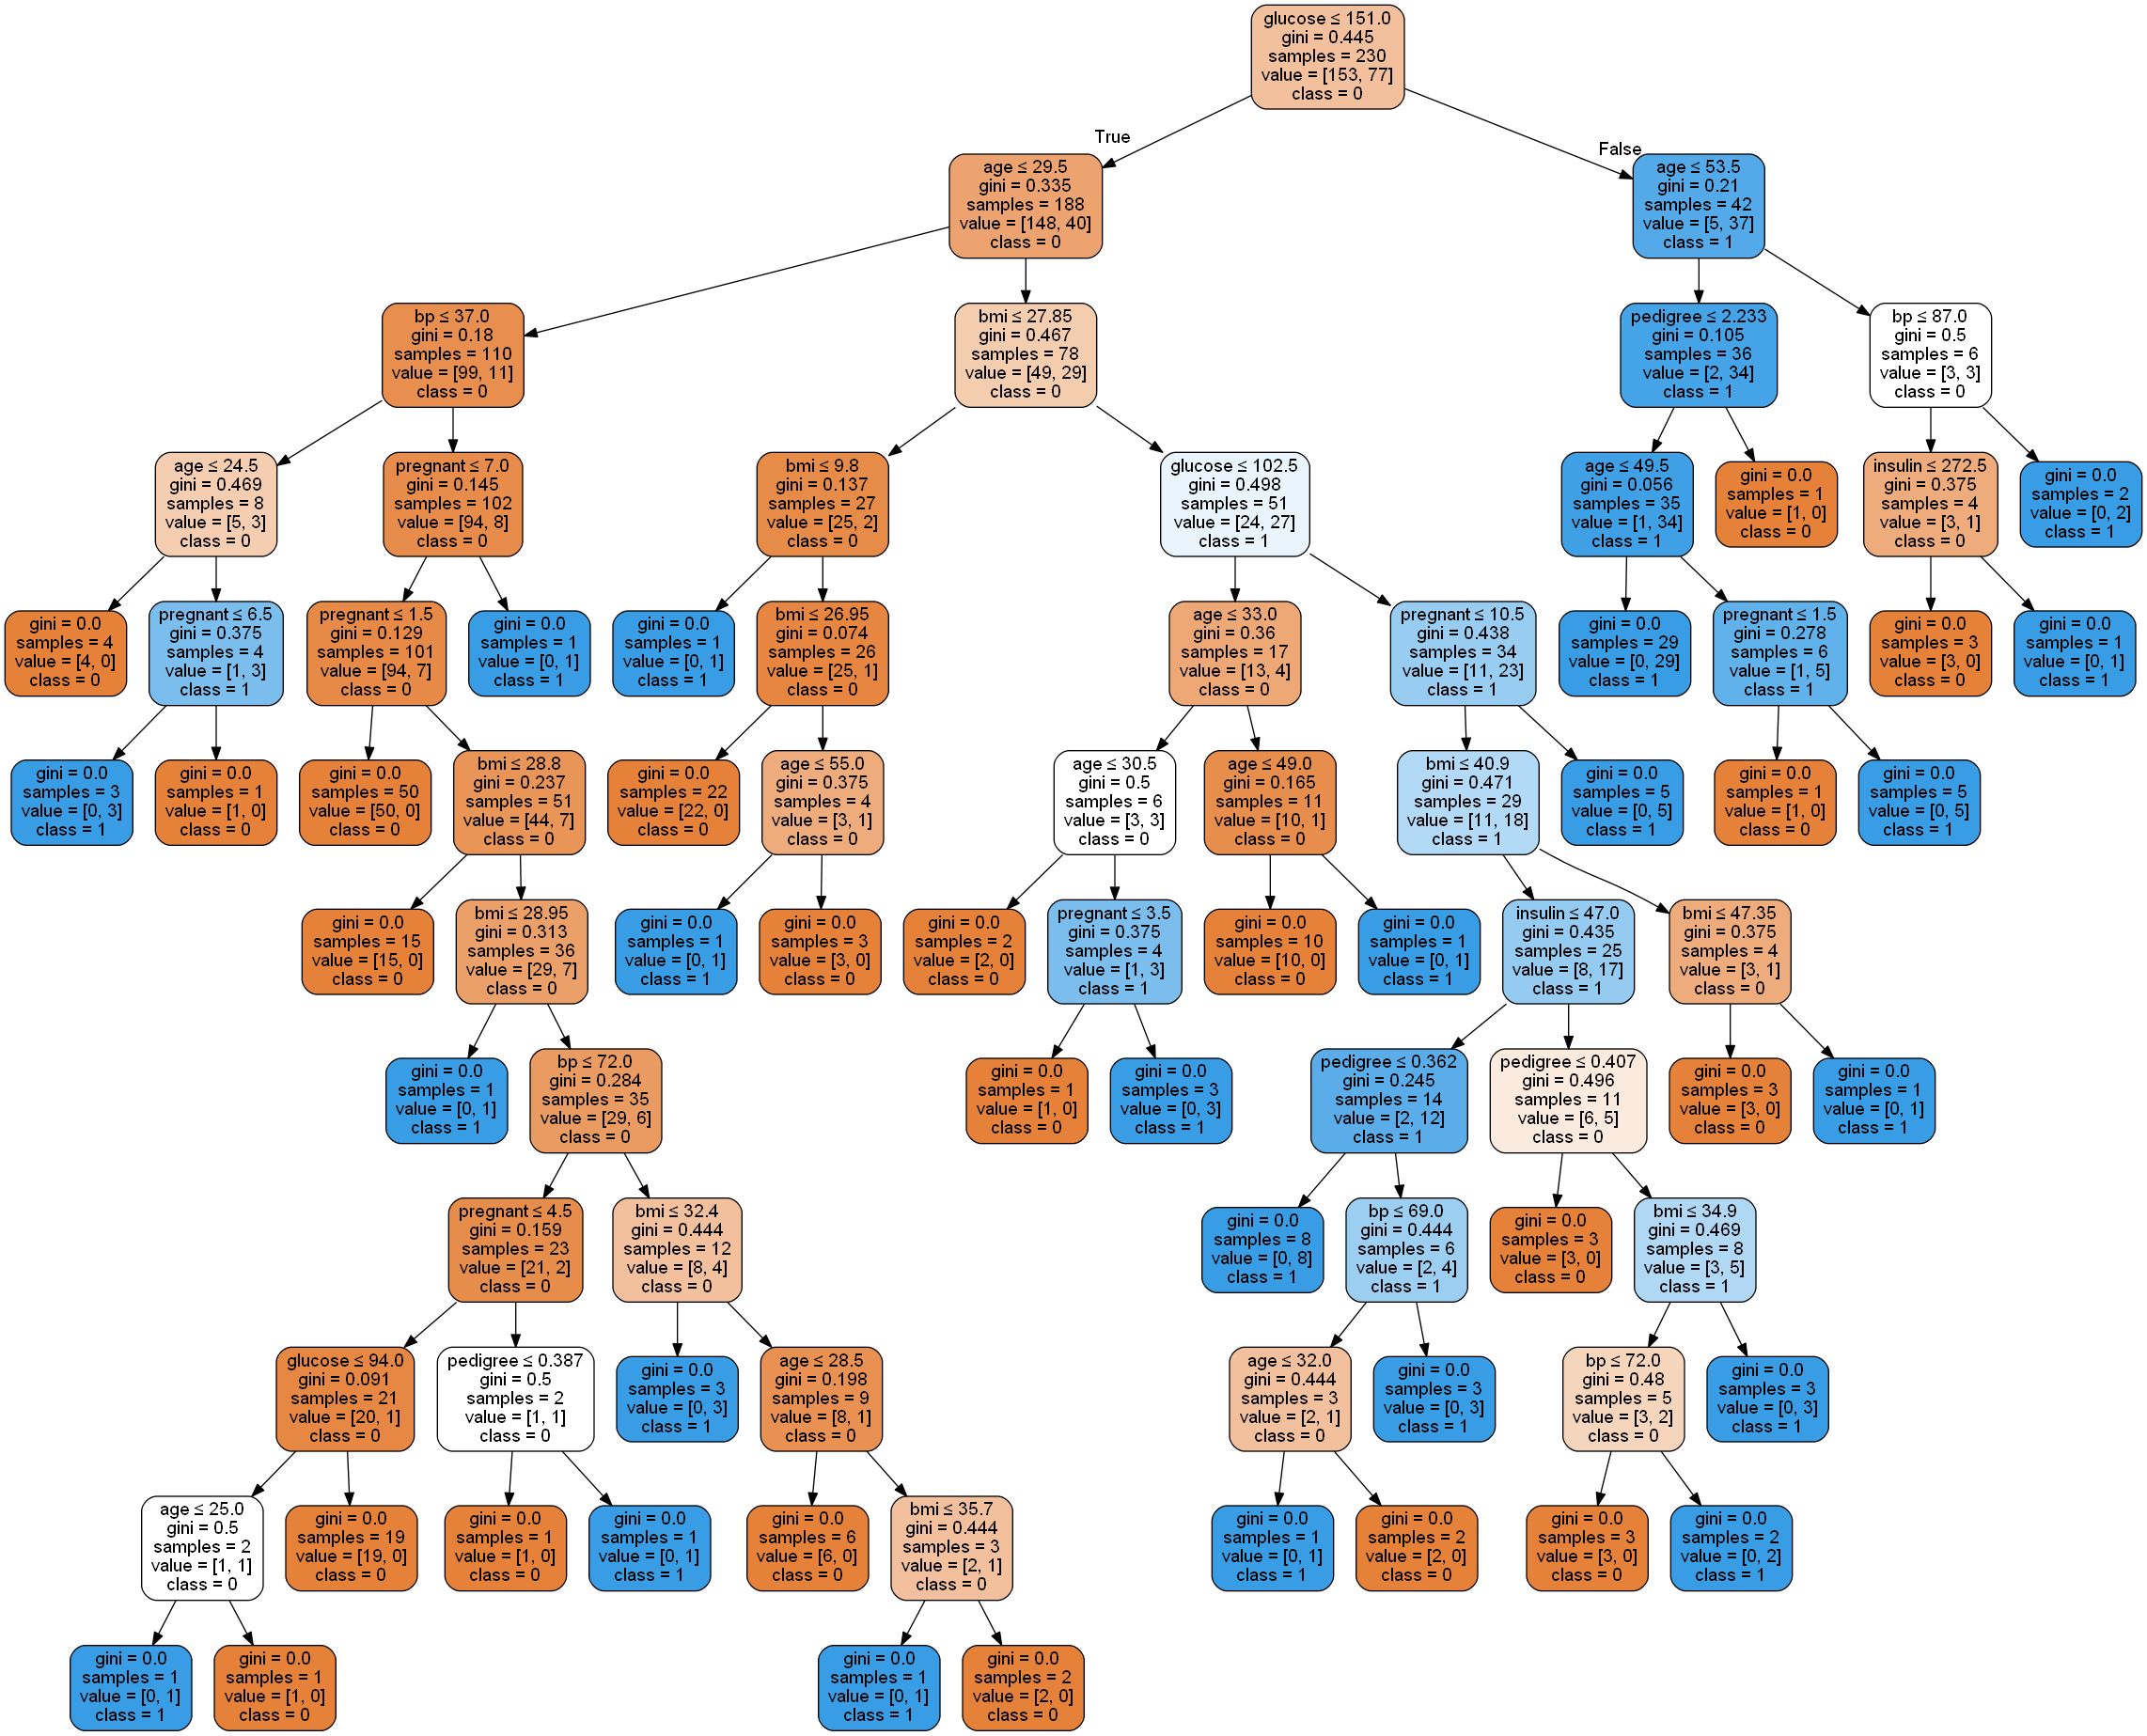 glucose ≤ 151.0
gini = 0.445
samples = 230
value = [153, 77]
class = 0
True
False
age ≤ 29.5
gini = 0.335
samples = 188
value = [148, 40]
class = 0
age ≤ 53.5
gini = 0.21
samples = 42
value = [5, 37]
class = 1
bp ≤ 37.0
gini = 0.18
samples = 110
value = [99, 11]
class = 0
bmi ≤ 27.85
gini = 0.467
samples = 78
value = [49, 29]
class = 0
pedigree ≤ 2.233
gini = 0.105
samples = 36
value = [2, 34]
class = 1
bp ≤ 87.0
gini = 0.5
samples = 6
value = [3, 3]
class = 0
age ≤ 24.5
gini = 0.469
samples = 8
value = [5, 3]
class = 0
pregnant ≤ 7.0
gini = 0.145
samples = 102
value = [94, 8]
class = 0
bmi ≤ 9.8
gini = 0.137
samples = 27
value = [25, 2]
class = 0
glucose ≤ 102.5
gini = 0.498
samples = 51
value = [24, 27]
class = 1
age ≤ 49.5
gini = 0.056
samples = 35
value = [1, 34]
class = 1
gini = 0.0
samples = 1
value = [1, 0]
class = 0
insulin ≤ 272.5
gini = 0.375
samples = 4
value = [3, 1]
class = 0
gini = 0.0
samples = 2
value = [0, 2]
class = 1
gini = 0.0
samples = 4
value = [4, 0]
class = 0
pregnant ≤ 6.5
gini = 0.375
samples = 4
value = [1, 3]
class = 1
pregnant ≤ 1.5
gini = 0.129
samples = 101
value = [94, 7]
class = 0
gini = 0.0
samples = 1
value = [0, 1]
class = 1
gini = 0.0
samples = 1
value = [0, 1]
class = 1
bmi ≤ 26.95
gini = 0.074
samples = 26
value = [25, 1]
class = 0
age ≤ 33.0
gini = 0.36
samples = 17
value = [13, 4]
class = 0
pregnant ≤ 10.5
gini = 0.438
samples = 34
value = [11, 23]
class = 1
gini = 0.0
samples = 29
value = [0, 29]
class = 1
pregnant ≤ 1.5
gini = 0.278
samples = 6
value = [1, 5]
class = 1
gini = 0.0
samples = 3
value = [3, 0]
class = 0
gini = 0.0
samples = 1
value = [0, 1]
class = 1
gini = 0.0
samples = 3
value = [0, 3]
class = 1
gini = 0.0
samples = 1
value = [1, 0]
class = 0
gini = 0.0
samples = 50
value = [50, 0]
class = 0
bmi ≤ 28.8
gini = 0.237
samples = 51
value = [44, 7]
class = 0
gini = 0.0
samples = 22
value = [22, 0]
class = 0
age ≤ 55.0
gini = 0.375
samples = 4
value = [3, 1]
class = 0
age ≤ 30.5
gini = 0.5
samples = 6
value = [3, 3]
class = 0
age ≤ 49.0
gini = 0.165
samples = 11
value = [10, 1]
class = 0
bmi ≤ 40.9
gini = 0.471
samples = 29
value = [11, 18]
class = 1
gini = 0.0
samples = 5
value = [0, 5]
class = 1
gini = 0.0
samples = 1
value = [1, 0]
class = 0
gini = 0.0
samples = 5
value = [0, 5]
class = 1
gini = 0.0
samples = 15
value = [15, 0]
class = 0
bmi ≤ 28.95
gini = 0.313
samples = 36
value = [29, 7]
class = 0
gini = 0.0
samples = 1
value = [0, 1]
class = 1
gini = 0.0
samples = 3
value = [3, 0]
class = 0
gini = 0.0
samples = 2
value = [2, 0]
class = 0
pregnant ≤ 3.5
gini = 0.375
samples = 4
value = [1, 3]
class = 1
gini = 0.0
samples = 10
value = [10, 0]
class = 0
gini = 0.0
samples = 1
value = [0, 1]
class = 1
insulin ≤ 47.0
gini = 0.435
samples = 25
value = [8, 17]
class = 1
bmi ≤ 47.35
gini = 0.375
samples = 4
value = [3, 1]
class = 0
gini = 0.0
samples = 1
value = [0, 1]
class = 1
bp ≤ 72.0
gini = 0.284
samples = 35
value = [29, 6]
class = 0
gini = 0.0
samples = 1
value = [1, 0]
class = 0
gini = 0.0
samples = 3
value = [0, 3]
class = 1
pedigree ≤ 0.362
gini = 0.245
samples = 14
value = [2, 12]
class = 1
pedigree ≤ 0.407
gini = 0.496
samples = 11
value = [6, 5]
class = 0
gini = 0.0
samples = 3
value = [3, 0]
class = 0
gini = 0.0
samples = 1
value = [0, 1]
class = 1
pregnant ≤ 4.5
gini = 0.159
samples = 23
value = [21, 2]
class = 0
bmi ≤ 32.4
gini = 0.444
samples = 12
value = [8, 4]
class = 0
gini = 0.0
samples = 8
value = [0, 8]
class = 1
bp ≤ 69.0
gini = 0.444
samples = 6
value = [2, 4]
class = 1
gini = 0.0
samples = 3
value = [3, 0]
class = 0
bmi ≤ 34.9
gini = 0.469
samples = 8
value = [3, 5]
class = 1
glucose ≤ 94.0
gini = 0.091
samples = 21
value = [20, 1]
class = 0
pedigree ≤ 0.387
gini = 0.5
samples = 2
value = [1, 1]
class = 0
gini = 0.0
samples = 3
value = [0, 3]
class = 1
age ≤ 28.5
gini = 0.198
samples = 9
value = [8, 1]
class = 0
age ≤ 32.0
gini = 0.444
samples = 3
value = [2, 1]
class = 0
gini = 0.0
samples = 3
value = [0, 3]
class = 1
bp ≤ 72.0
gini = 0.48
samples = 5
value = [3, 2]
class = 0
gini = 0.0
samples = 3
value = [0, 3]
class = 1
age ≤ 25.0
gini = 0.5
samples = 2
value = [1, 1]
class = 0
gini = 0.0
samples = 19
value = [19, 0]
class = 0
gini = 0.0
samples = 1
value = [1, 0]
class = 0
gini = 0.0
samples = 1
value = [0, 1]
class = 1
gini = 0.0
samples = 6
value = [6, 0]
class = 0
bmi ≤ 35.7
gini = 0.444
samples = 3
value = [2, 1]
class = 0
gini = 0.0
samples = 1
value = [0, 1]
class = 1
gini = 0.0
samples = 2
value = [2, 0]
class = 0
gini = 0.0
samples = 3
value = [3, 0]
class = 0
gini = 0.0
samples = 2
value = [0, 2]
class = 1
gini = 0.0
samples = 1
value = [0, 1]
class = 1
gini = 0.0
samples = 1
value = [1, 0]
class = 0
gini = 0.0
samples = 1
value = [0, 1]
class = 1
gini = 0.0
samples = 2
value = [2, 0]
class = 0